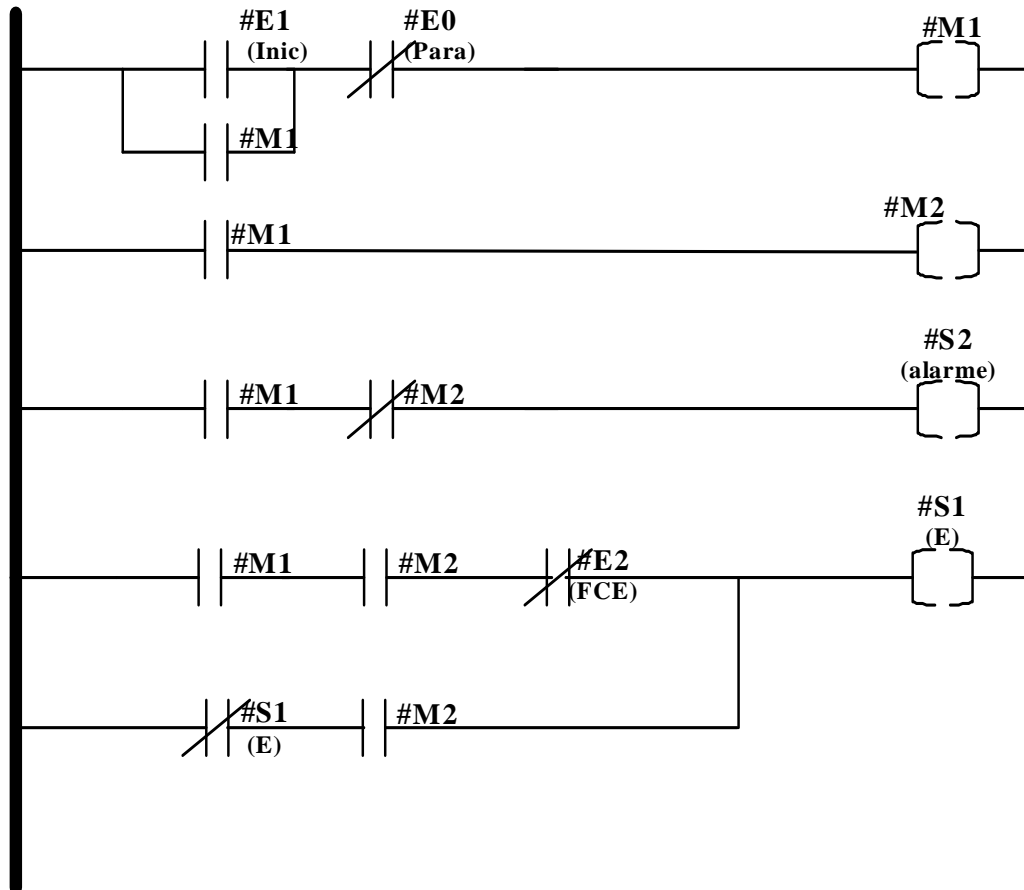 #E1
(Inic)
#E0
(Para)
#M1
#M1
#M1
#M2
#M1
#M2
#S2
(alarme)
#M1
#M2
#E2
(FCE)
#S1
(E)
#S1
(E)
#M2